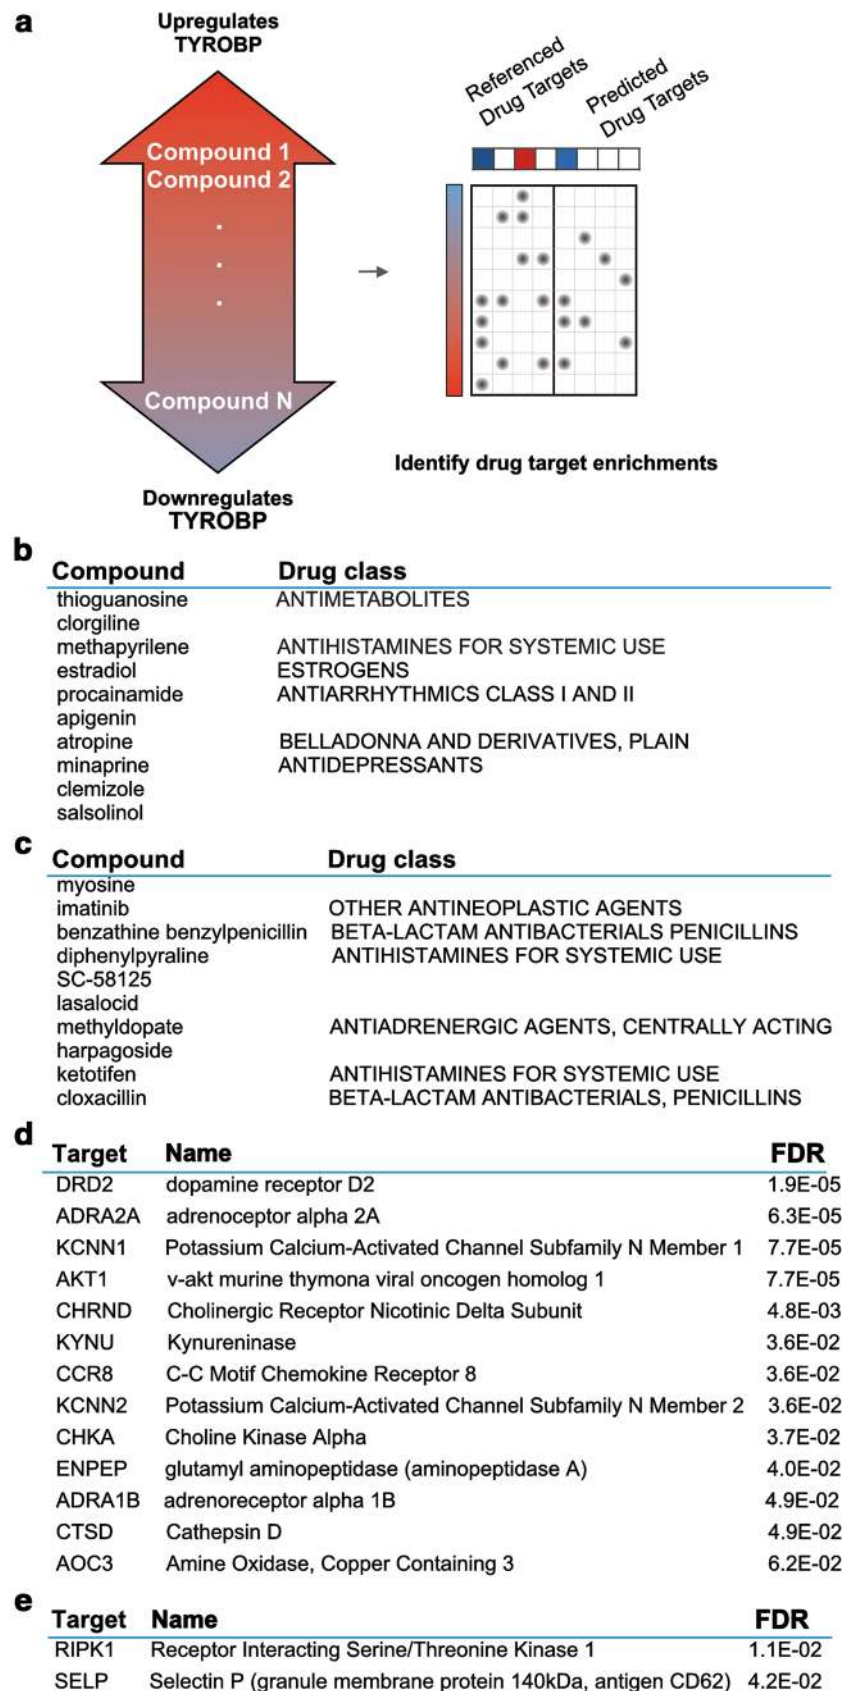 a
Upregulates
TYROBP
Compound 1
Compound 2
.
.
.
Compound N
Downregulates
TYROBP
Referenced
Drug Targets
Predicted
Drug Targets
Identify drug target enrichments
b
Compound Drug class
thioguanosine ANTIMETABOLITES
clorgiline
methapyrilene ANTIHISTAMINES FOR SYSTEMIC USE
estradiol ESTROGENS
procainamide ANTIARRHYTHMICS CLASS I AND II
apigenin
atropine BELLADONNA AND DERIVATIVES, PLAIN
minaprine ANTIDEPRESSANTS
clemizole
salsolinol
c
Compound Drug class
myosine
imatinib OTHER ANTINEOPLASTIC AGENTS
benzathine benzylpenicillin BETA-LACTAM ANTIBACTERIALS PENICILLINS
diphenylpyraline ANTIHISTAMINES FOR SYSTEMIC USE
SC-58125
lasalocid
methyldopate ANTIADRENERGIC AGENTS, CENTRALLY ACTING
harpagoside
ketotifen ANTIHISTAMINES FOR SYSTEMIC USE
cloxacillin BETA-LACTAM ANTIBACTERIALS, PENICILLINS
d
Target Name FDR
DRD2 dopamine receptor D2 1.9E-05
ADRA2A adrenoceptor alpha 2A 6.3E-05
KCNN1 Potassium Calcium-Activated Channel Subfamily N Member 1 7.7E-05
AKT1 v-akt murine thymona viral oncogen homolog 1 7.7E-05
CHRND Cholinergic Receptor Nicotinic Delta Subunit 4.8E-03
KYNU Kynureninase 3.6E-02
CCR8 C-C Motif Chemokine Receptor 8 3.6E-02
KCNN2 Potassium Calcium-Activated Channel Subfamily N Member 2 3.6E-02
CHKA Choline Kinase Alpha 3.7E-02
ENPEP glutamyl aminopeptidase (aminopeptidase A) 4.0E-02
ADRA1B adrenoreceptor alpha 1B 4.9E-02
CTSD Cathepsin D 4.9E-02
AOC3 Amine Oxidase, Copper Containing 3 6.2E-02
e
Target Name FDR
RIPK1 Receptor Interacting Serine/Threonine Kinase 1 1.1E-02
SELP Selectin P (granule membrane protein 140kDa, antigen CD62) 4.2E-02